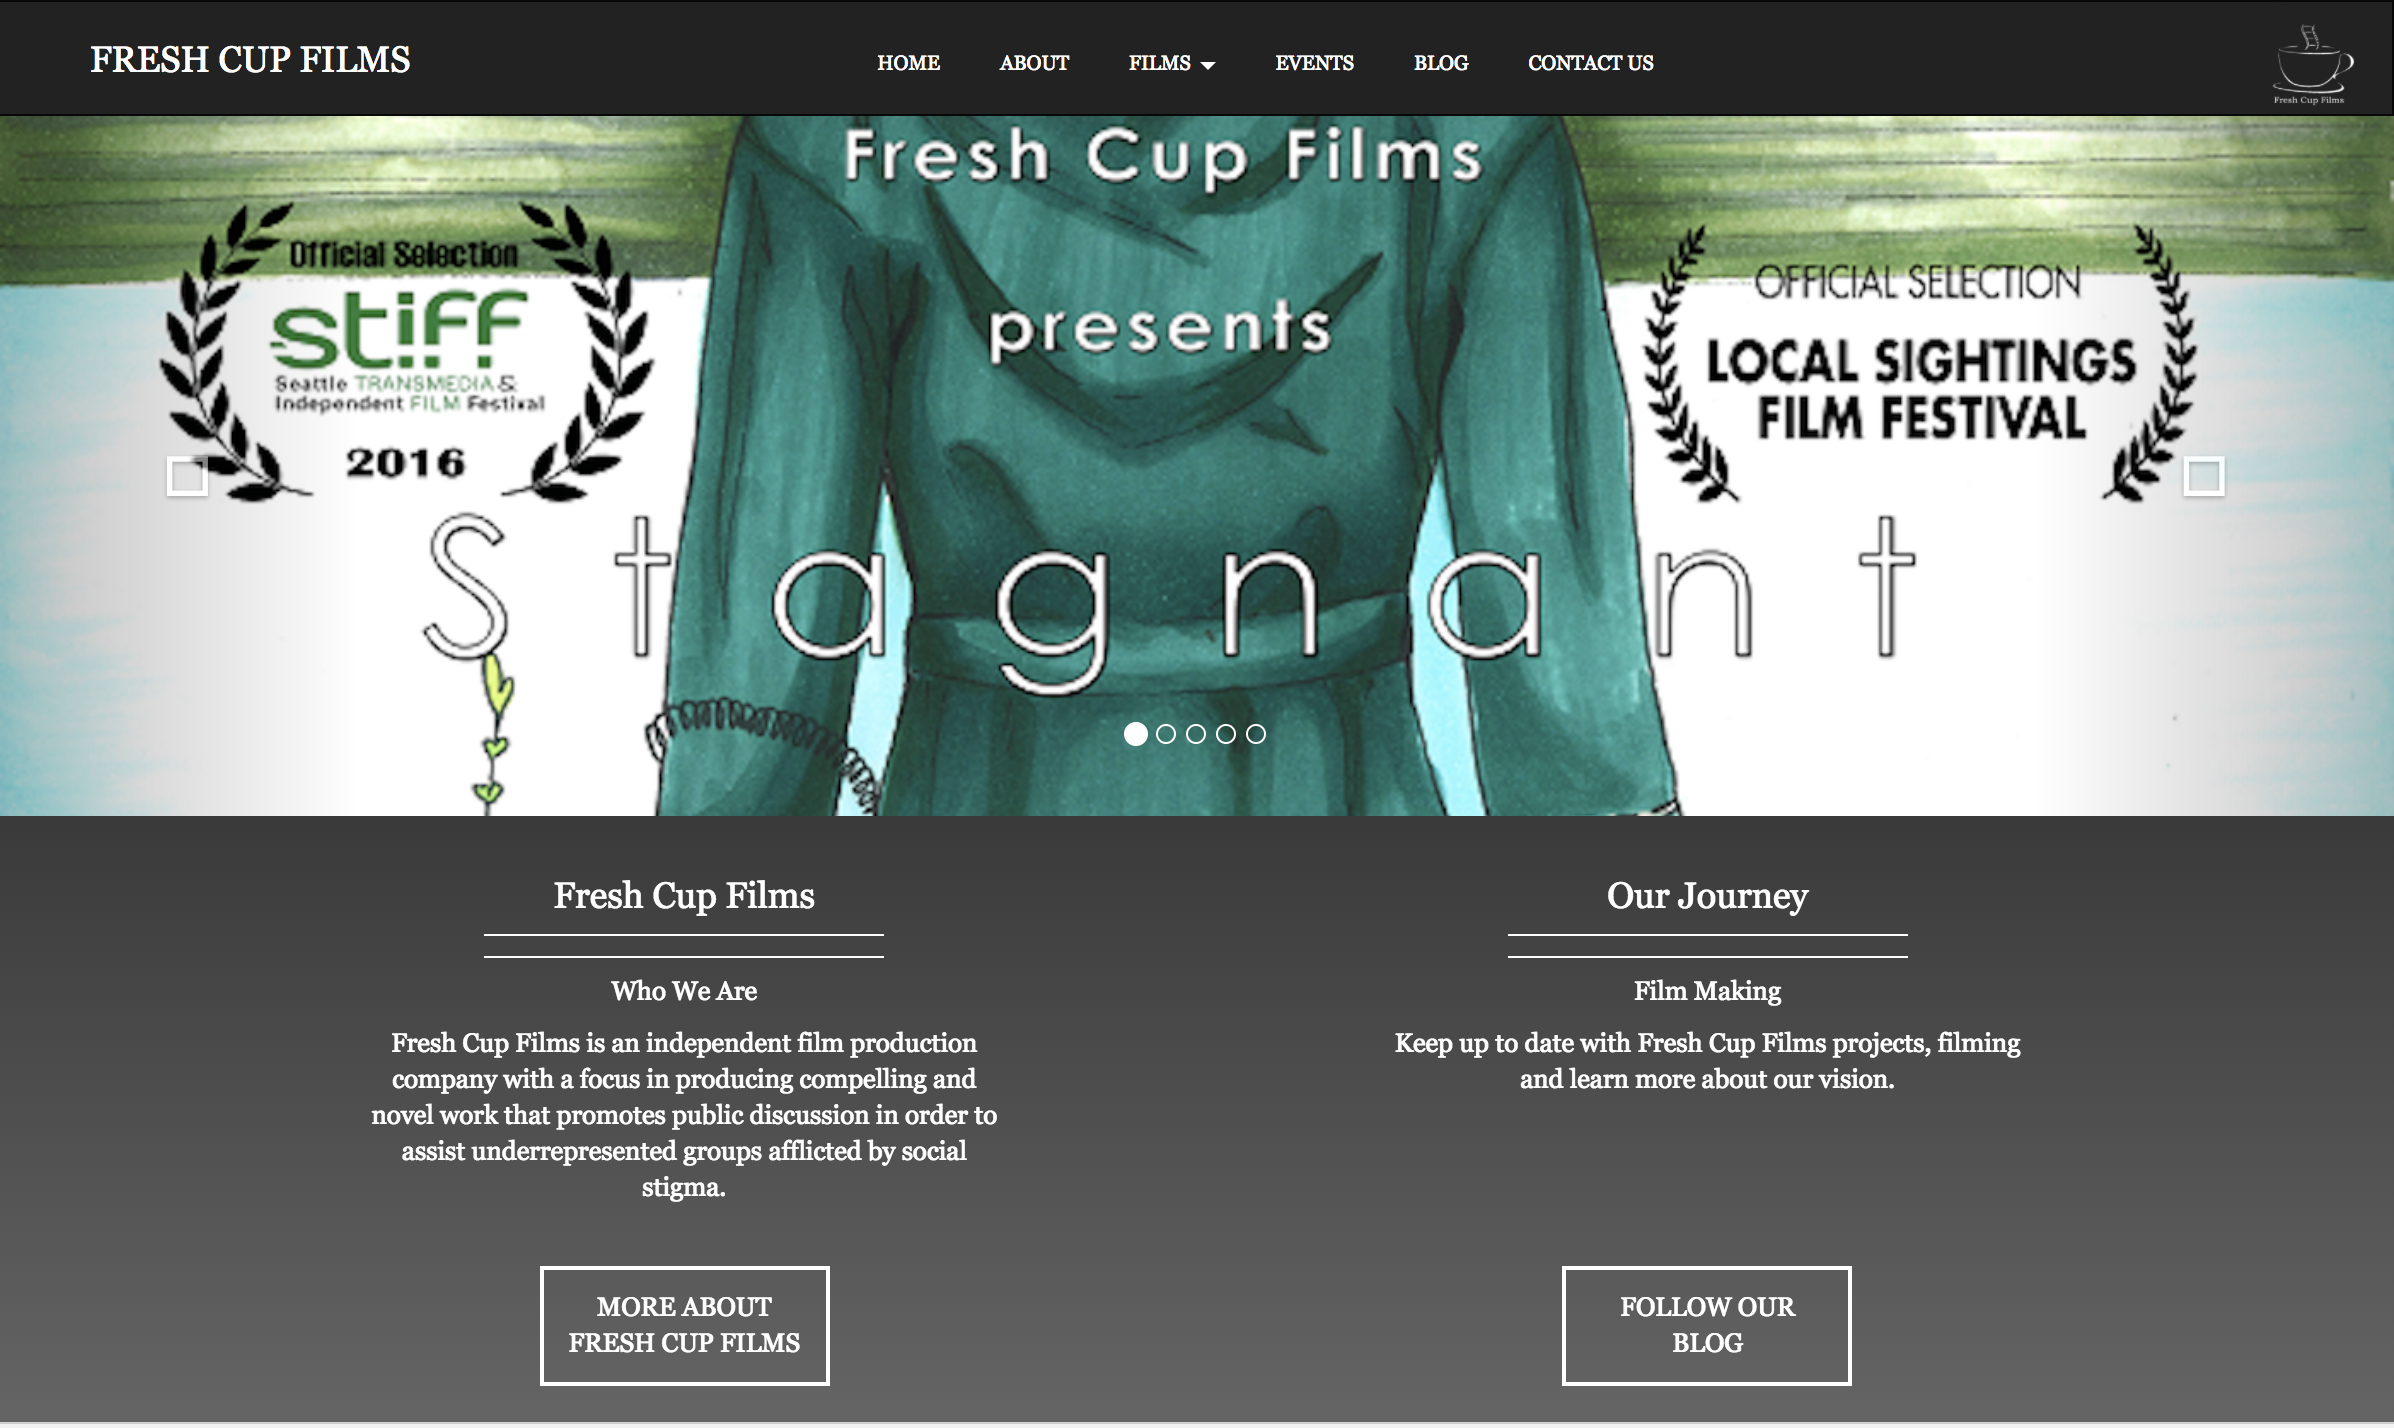 FRESH CUP FILMS
HOME ABOUT FILMS EVENTS BLOG CONTACT US
Fresh Cup Films
Fresh Cup Films
presents
Official Selection
stiff
Seattle TRANSMEDIA &
Independent FILM Festival
2016
OFFICIAL SELECTION
LOCAL SIGHTINGS
FILM FESTIVAL
Stagnant
Fresh Cup Films
Who We Are
Fresh Cup Films is an independent film production
company with a focus in producing compelling and
novel work that promotes public discussion in order to
assist underrepresented groups afflicted by social
stigma.
MORE ABOUT
FRESH CUP FILMS
Our Journey
Film Making
Keep up to date with Fresh Cup Films projects, filming
and learn more about our vision.
FOLLOW OUR
BLOG